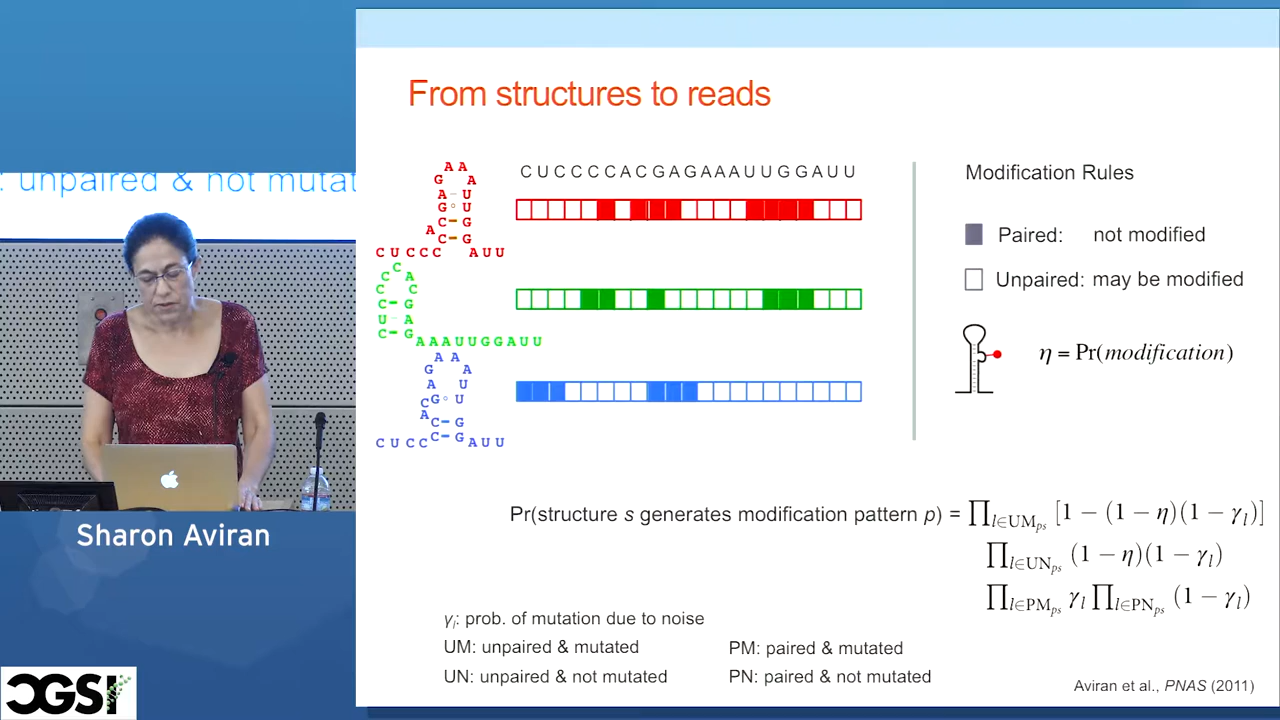 From structures to reads
C U C C C C A C G A G A A A U U G G A U U
Modification Rules
Paired: not modified
Unpaired: may be modified
η = Pr(modification)
A A
G A
A U
G U
C G
A
C G
C U C C C A U U
C
C A
C C
C G
U A
C G
A A A U U G G A U U
A A
G A
A U
C G U
A C G
C U C C C G A U U
: unpaired & not mutat
Sharon Aviran
Pr(structure s generates modification pattern p) = ∏l∈UMps [1 − (1 − η)(1 − γl)]
∏l∈UNps (1 − η)(1 − γl)
∏l∈PMps γl ∏l∈PNps (1 − γl)
γl: prob. of mutation due to noise
UM: unpaired & mutated PM: paired & mutated
UN: unpaired & not mutated PN: paired & not mutated
Aviran et al., PNAS (2011)
CGSI